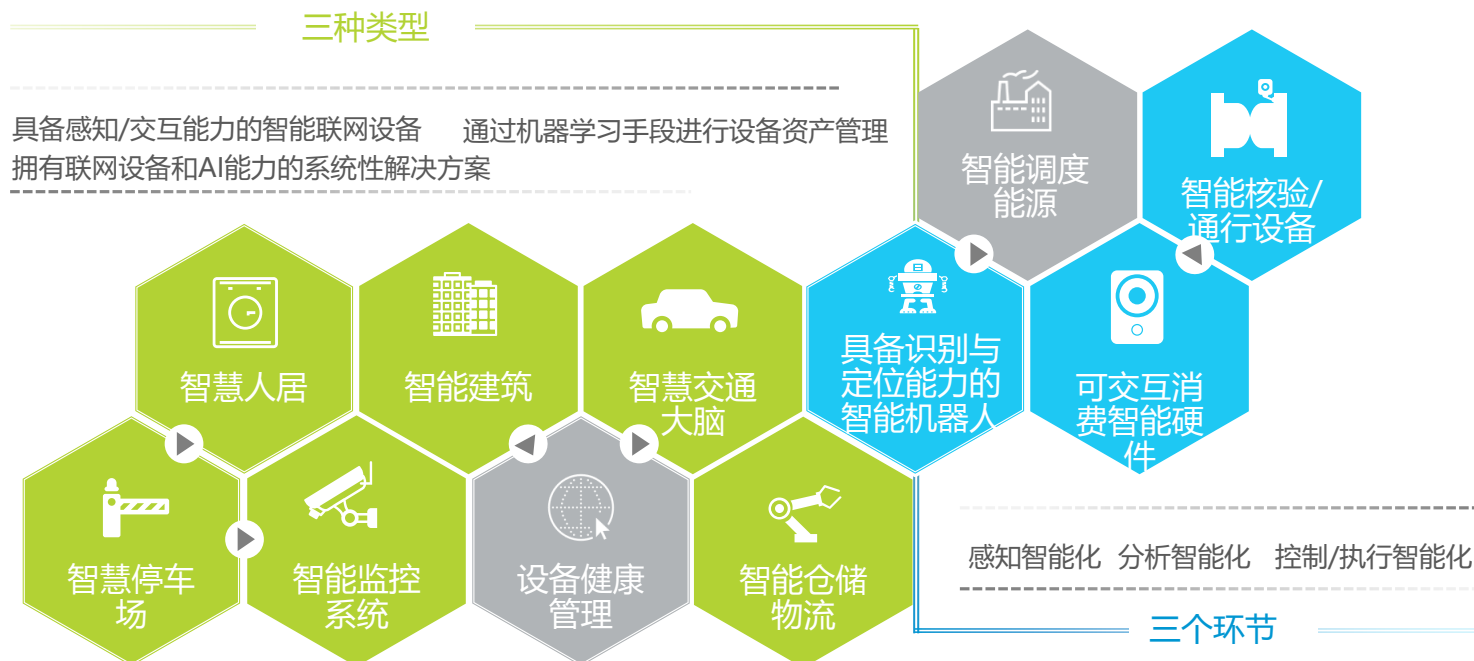 三种类型
具备感知/交互能力的智能联网设备 通过机器学习手段进行设备资产管理
拥有联网设备和AI能力的系统性解决方案
智能调度
能源
智能核验/
通行设备
智慧人居
智能建筑
智慧交通
大脑
具备识别与
定位能力的
智能机器人
可交互消
费智能硬
件
智慧停车
场
智能监控
系统
设备健康
管理
智能仓储
物流
感知智能化 分析智能化 控制/执行智能化
三个环节